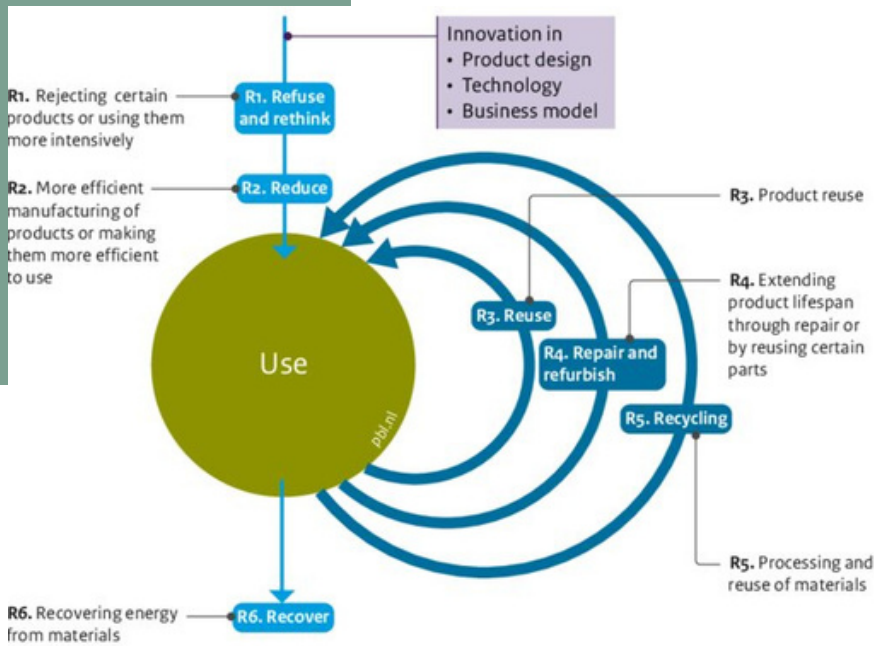 Innovation in
• Product design
• Technology
• Business model
R1. Rejecting certain
products or using them
more intensively
R1. Refuse
and rethink
R2. More efficient
manufacturing of
products or making
them more efficient
to use
R2. Reduce
R3. Product reuse
R3. Reuse
R4. Extending
product lifespan
through repair or
by reusing certain
parts
R4. Repair and
refurbish
Use
pbl.nl
R5. Recycling
R5. Processing and
reuse of materials
R6. Recovering energy
from materials
R6. Recover